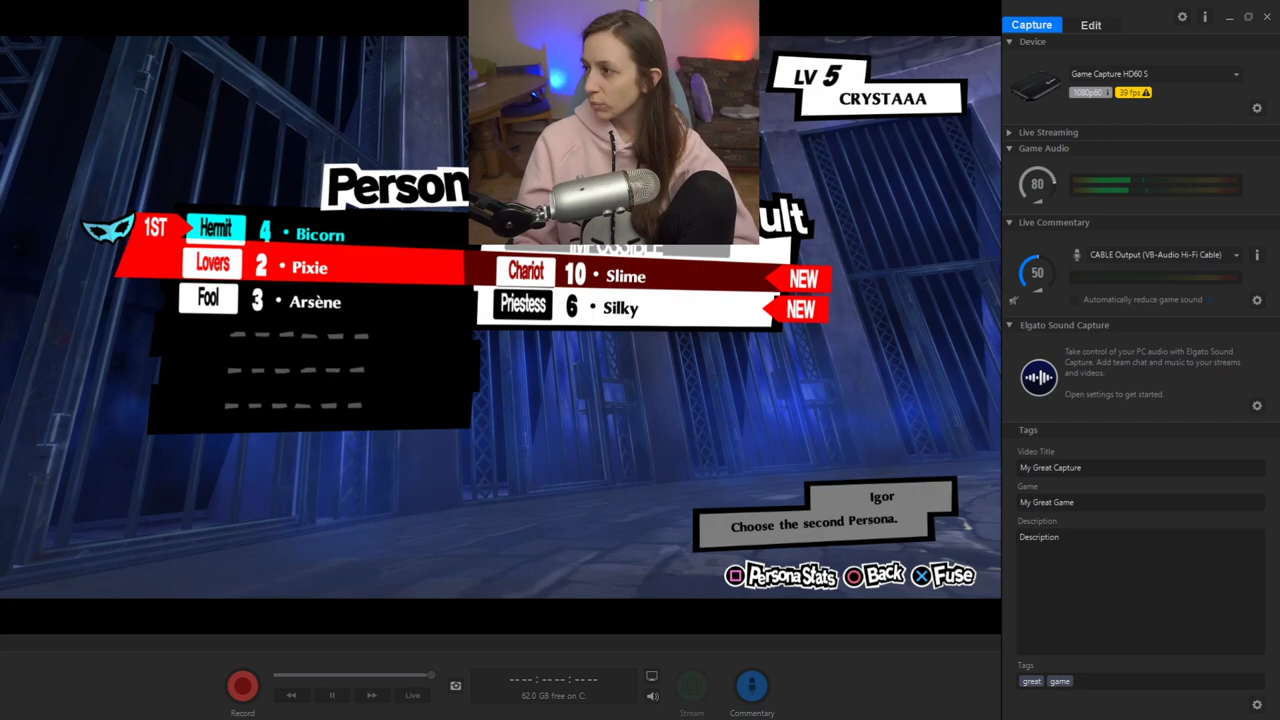 Capture
Edit
Device
Game Capture HD60 S
1080p60
39 fps
Live Streaming
Game Audio
80
Live Commentary
50
CABLE Output (VB-Audio Hi-Fi Cable)
Automatically reduce game sound
Elgato Sound Capture
Take control of your PC audio with Elgato Sound
Capture. Add team chat and music to your streams
and videos.
Open settings to get started.
Tags
Video Title
My Great Capture
Game
My Great Game
Description
Description
Tags
great game
LV 5
CRYSTAAA
Person
ult
1ST Hermit 4 • Bicorn
Lovers 2 • Pixie
Chariot 10 • Slime NEW
Fool 3 • Arsène
Priestess 6 • Silky NEW
Igor
Choose the second Persona.
Persona Stats Back Fuse
Record
Live
-- -- : -- -- : -- --
62.0 GB free on C:
Stream
Commentary